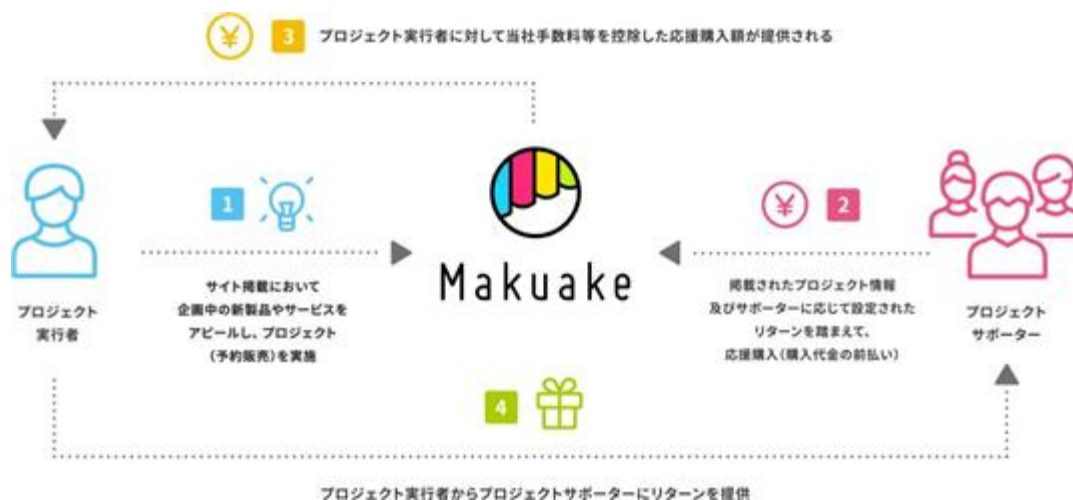 3 プロジェクト実行者に対して当社手数料等を控除した応援購入額が提供される
1
サイト掲載において
企画中の新製品やサービスを
アピールし、プロジェクト
(予約販売)を実施
プロジェクト
実行者
Makuake
¥ 2
掲載されたプロジェクト情報
及びサポーターに応じて設定された
リターンを踏まえて、
応援購入(購入代金の前払い)
プロジェクト
サポーター
4
プロジェクト実行者からプロジェクトサポーターにリターンを提供